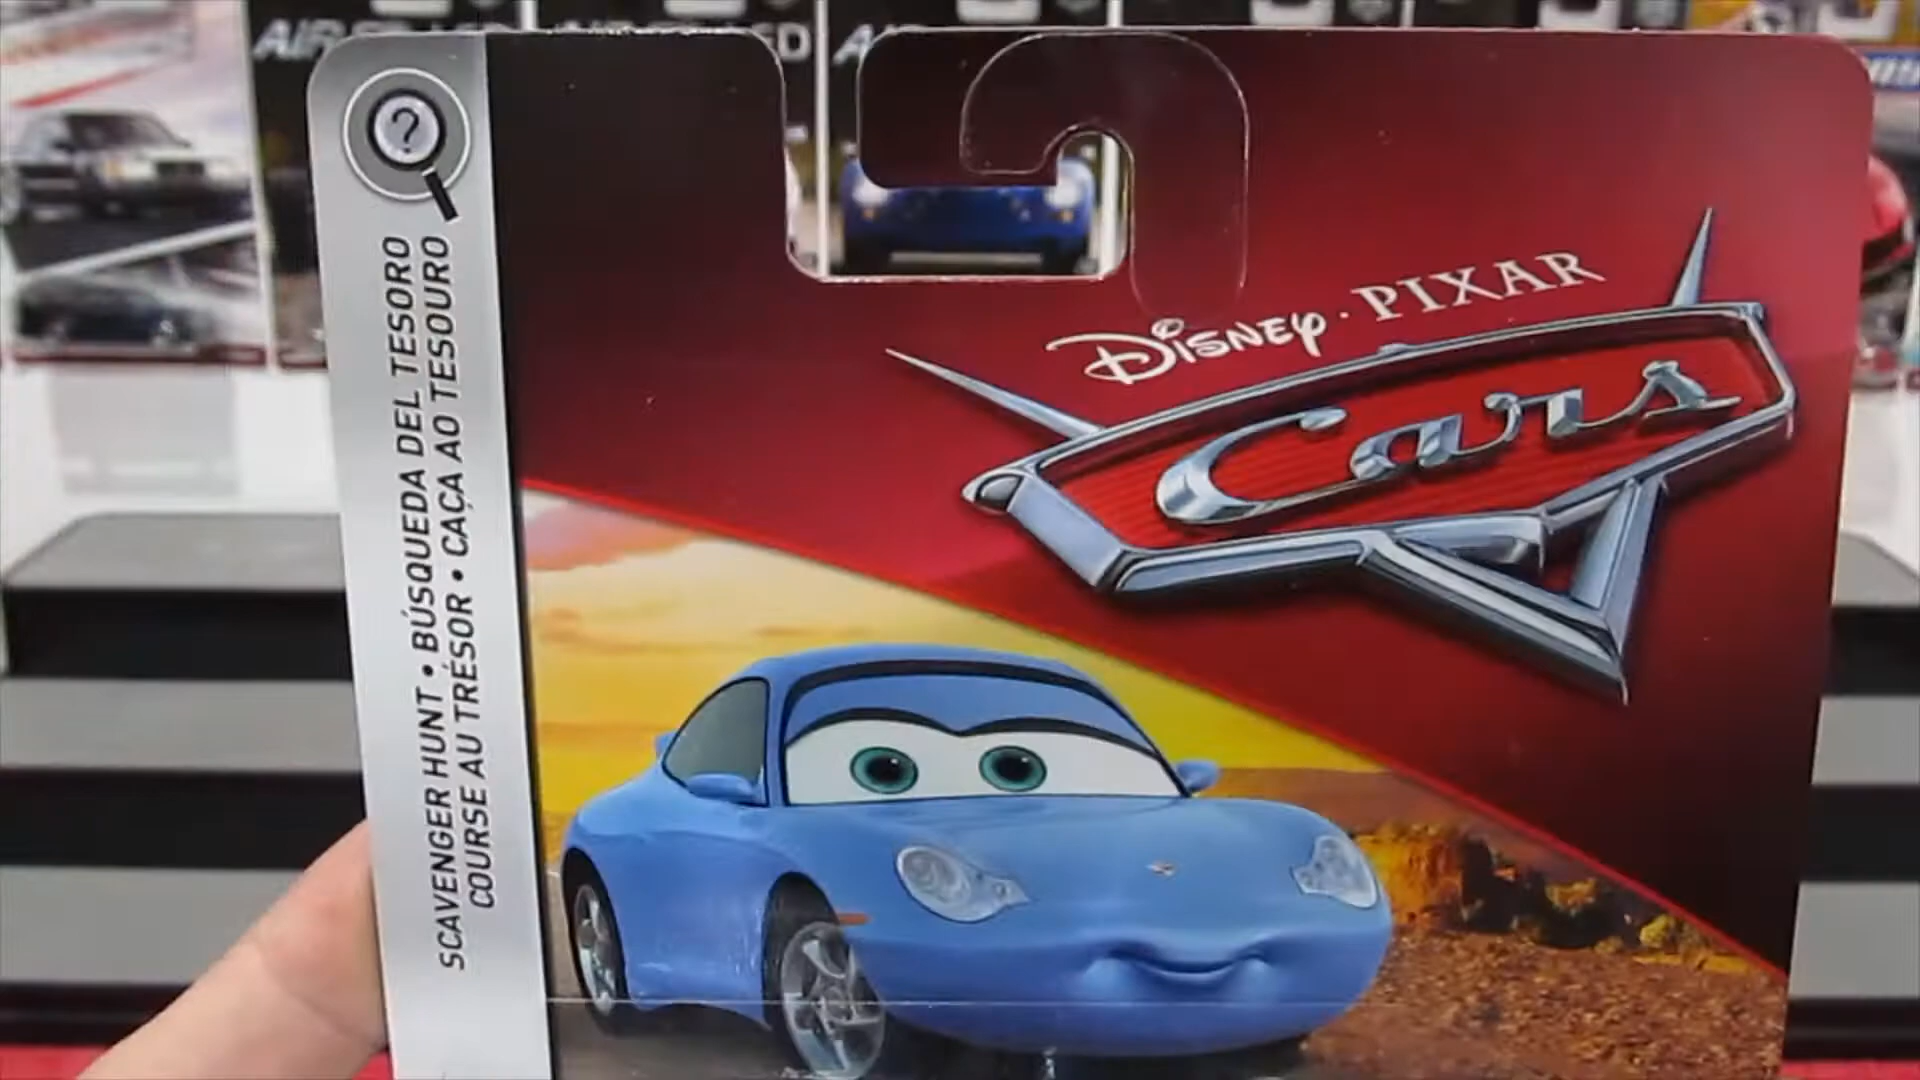 SCAVENGER HUNT • BÚSQUEDA DEL TESORO
COURSE AU TRÉSOR • CAÇA AO TESOURO
?
DISNEY · PIXAR
Cars